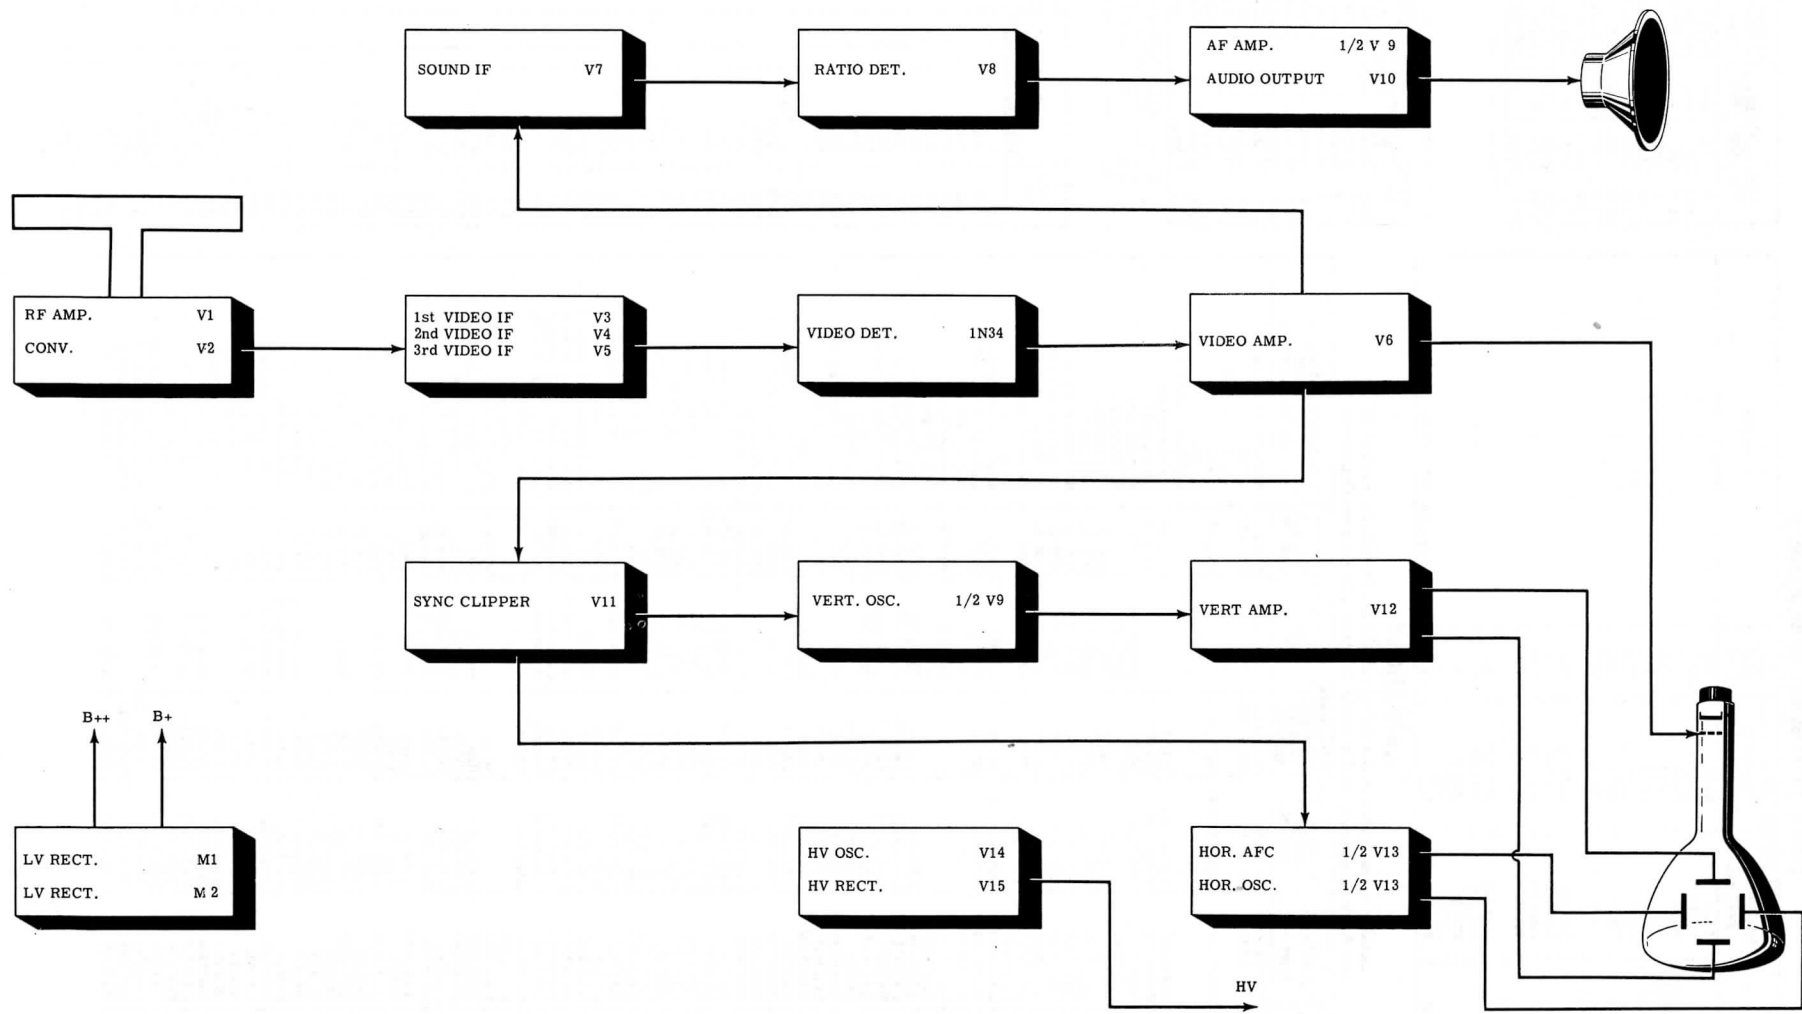 SOUND IF V7
RATIO DET. V8
AF AMP. 1/2 V 9
AUDIO OUTPUT V10
RF AMP. V1
CONV. V2
1st VIDEO IF V3
2nd VIDEO IF V4
3rd VIDEO IF V5
VIDEO DET. 1N34
VIDEO AMP. V6
SYNC CLIPPER V11
VERT. OSC. 1/2 V9
VERT AMP. V12
B++ B+
LV RECT. M1
LV RECT. M 2
HV OSC. V14
HV RECT. V15
HOR. AFC 1/2 V13
HOR. OSC. 1/2 V13
HV